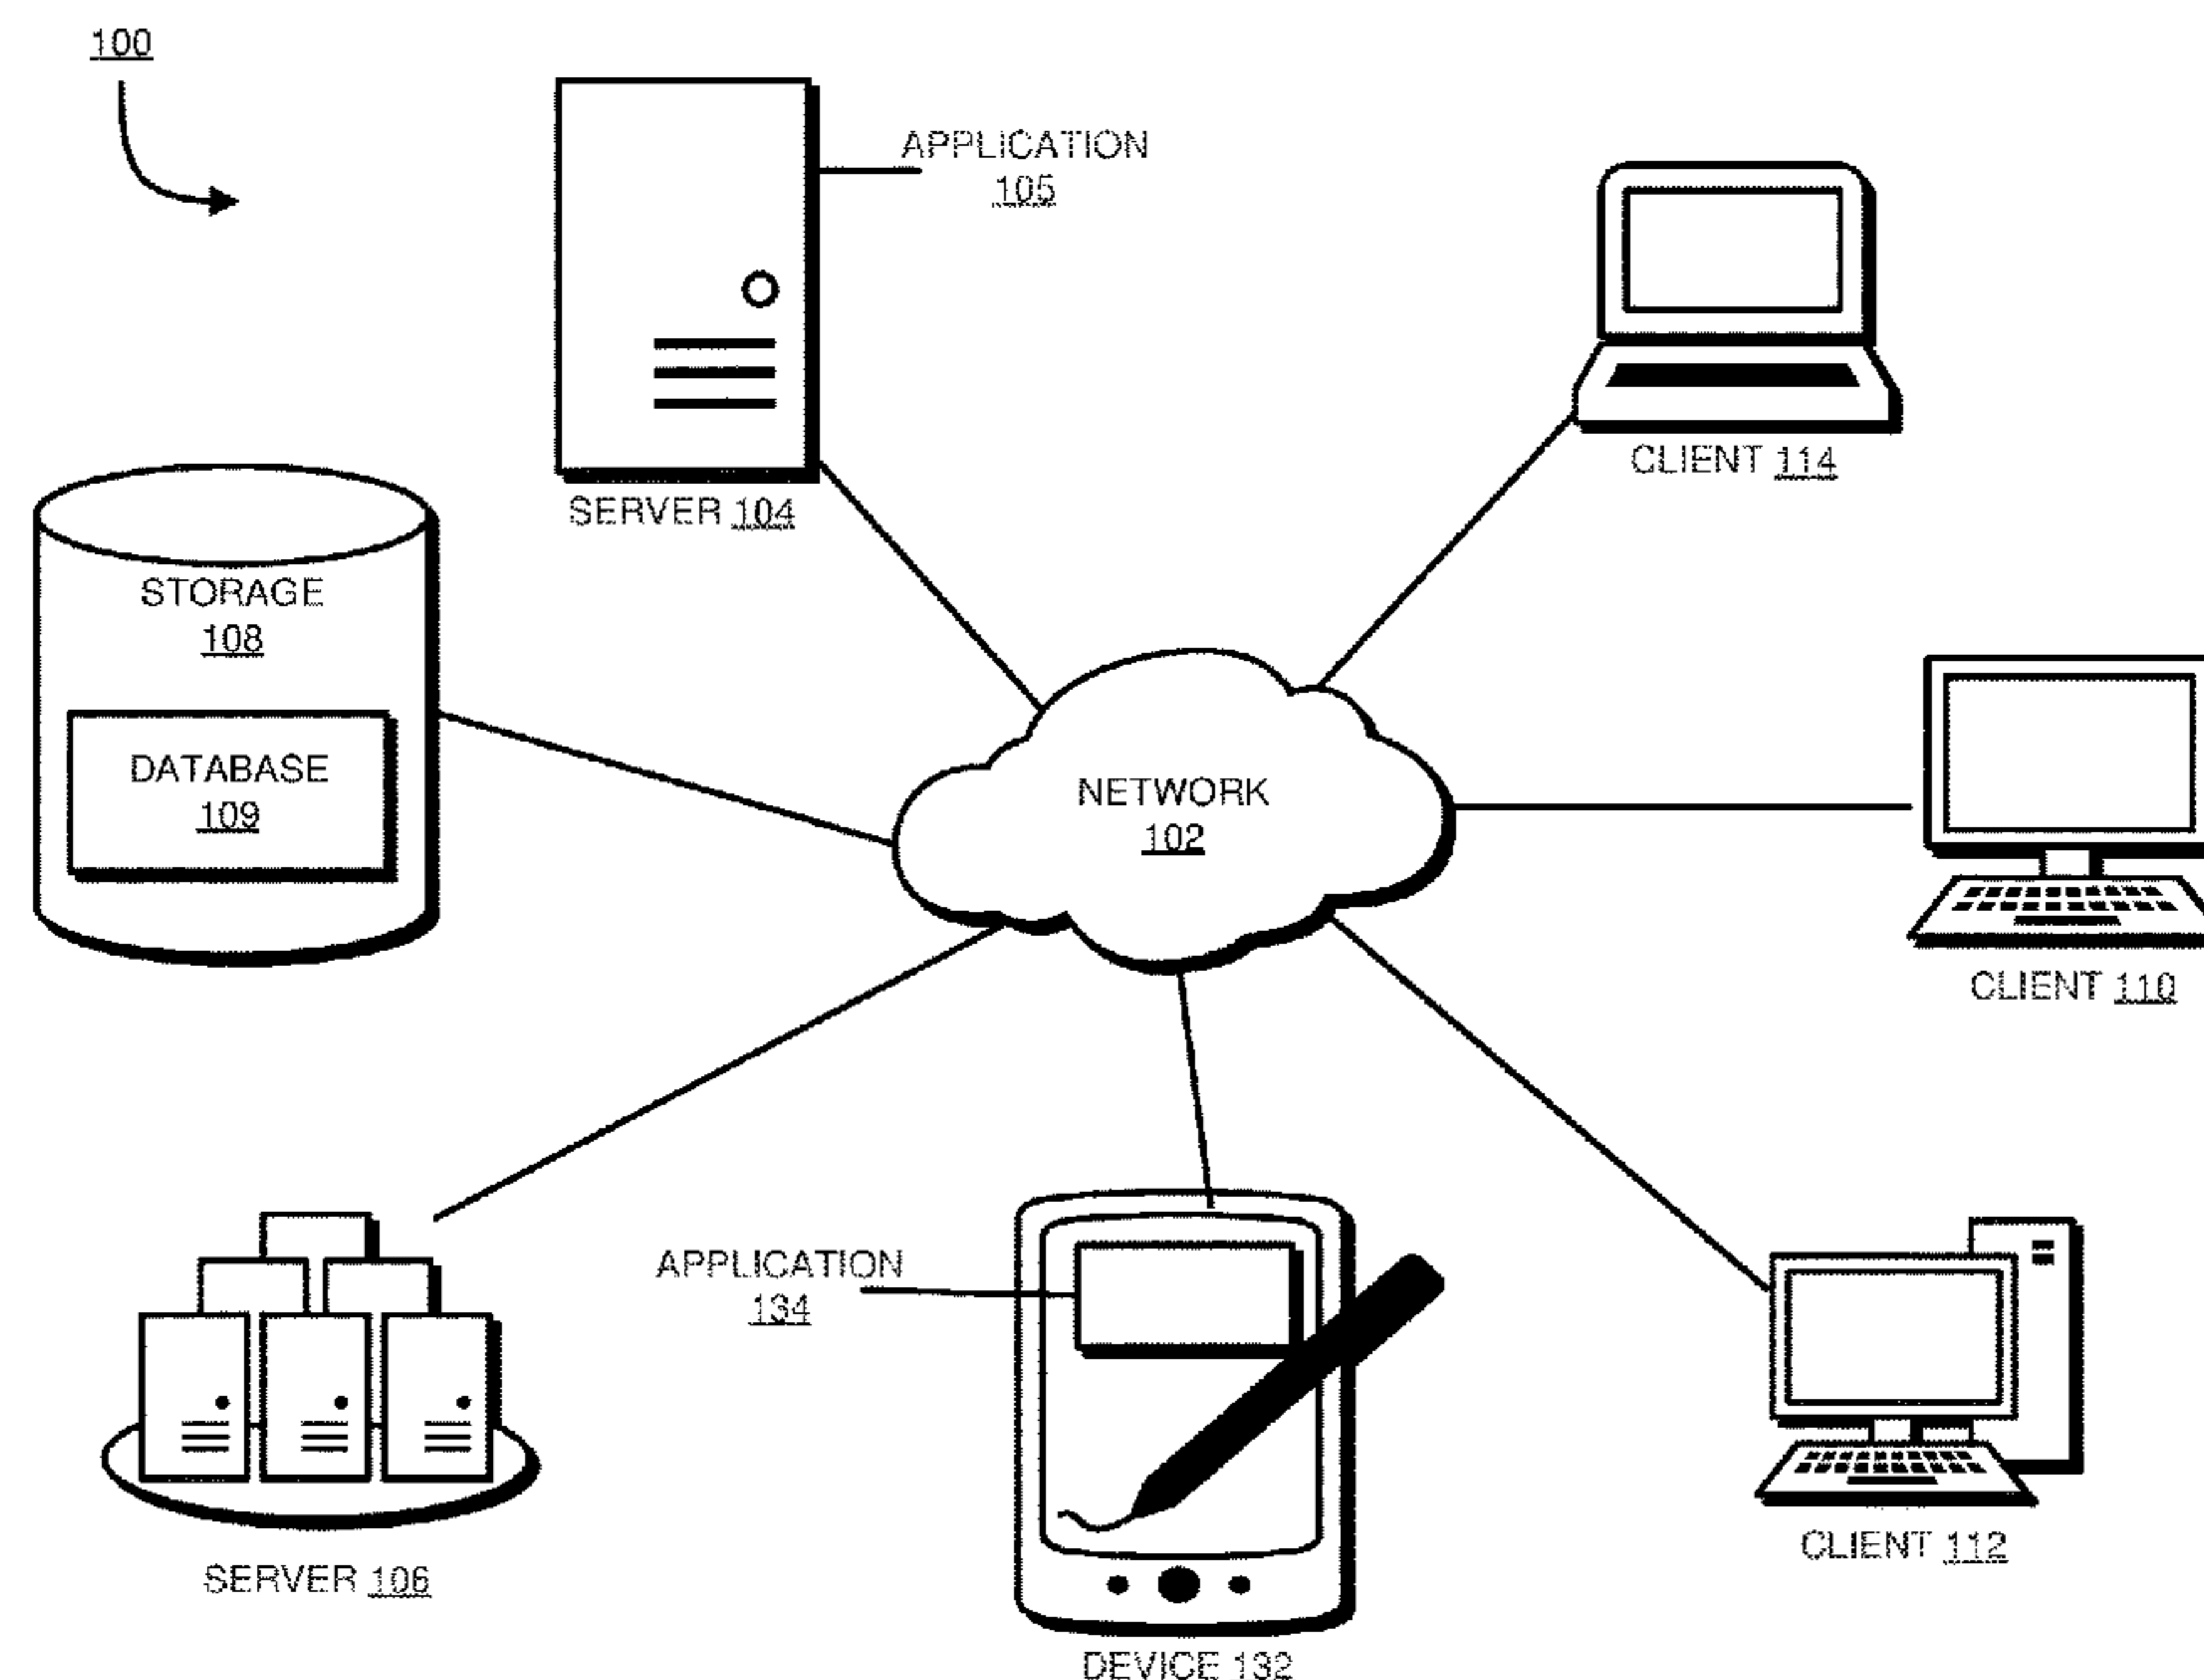 100
APPLICATION
105
SERVER 104
CLIENT 114
STORAGE
108
DATABASE
109
NETWORK
102
CLIENT 110
APPLICATION
134
SERVER 106
DEVICE 132
CLIENT 112